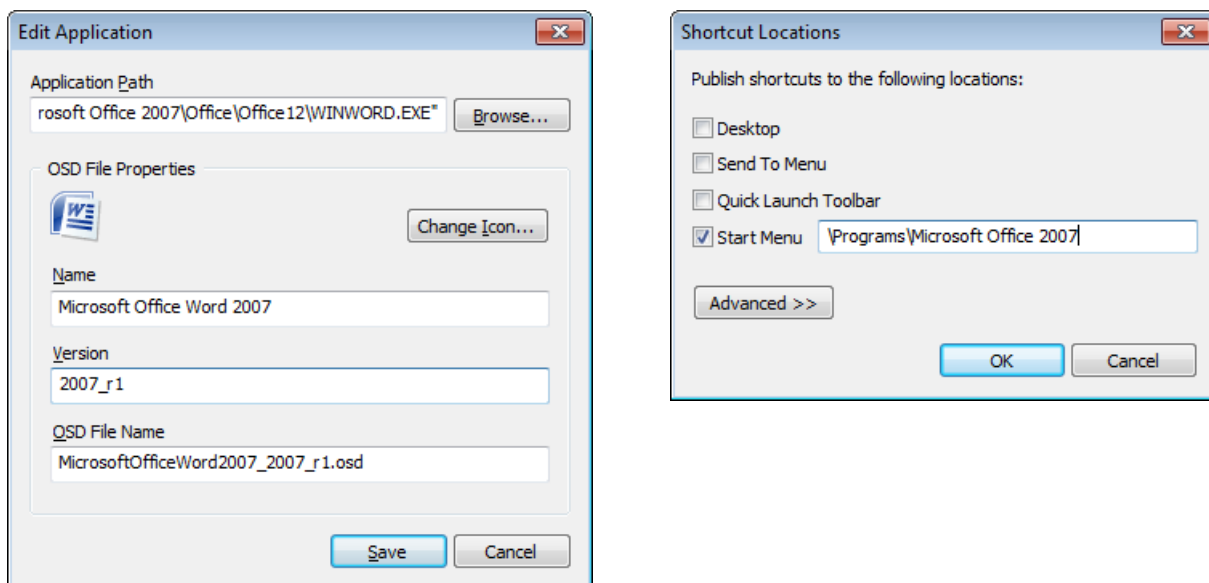 Edit Application
Application Path
rosoft Office 2007\Office\Office12\WINWORD.EXE"
Browse...
OSD File Properties
Change Icon...
Name
Microsoft Office Word 2007
Version
2007_r1
OSD File Name
MicrosoftOfficeWord2007_2007_r1.osd
Save
Cancel
Shortcut Locations
Publish shortcuts to the following locations:
Desktop
Send To Menu
Quick Launch Toolbar
Start Menu
\Programs\Microsoft Office 2007
Advanced >>
OK
Cancel